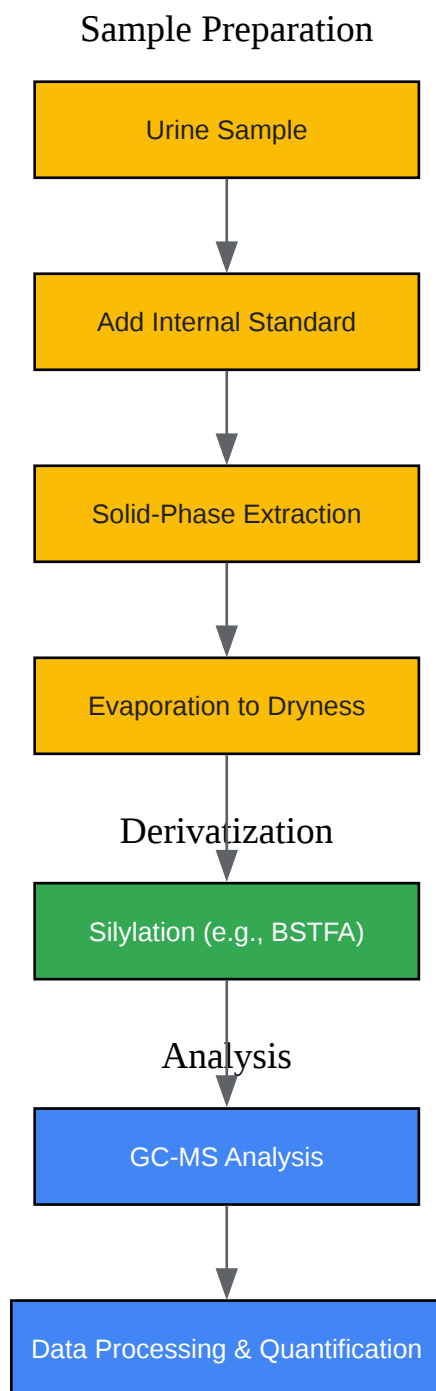 Sample Preparation
Urine Sample
Add Internal Standard
Solid-Phase Extraction
Evaporation to Dryness
Derivatization
Silylation (e.g., BSTFA)
Analysis
GC-MS Analysis
Data Processing & Quantification